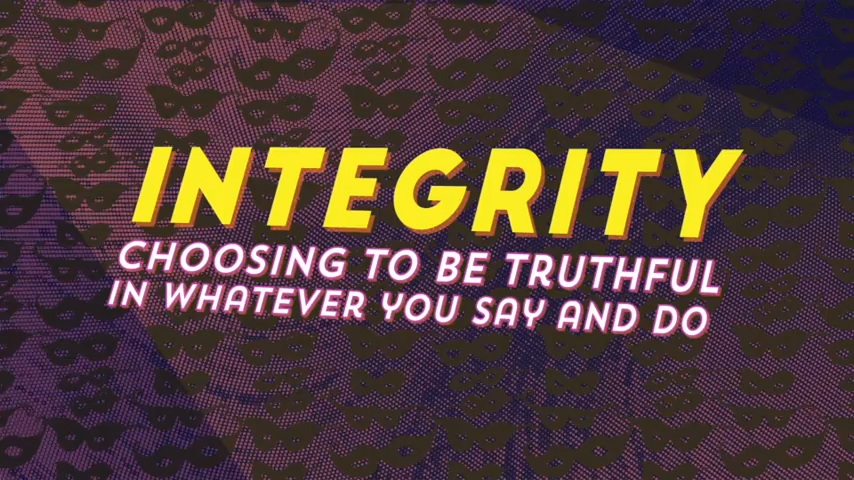 INTEGRITY
CHOOSING TO BE TRUTHFUL
IN WHATEVER YOU SAY AND DO